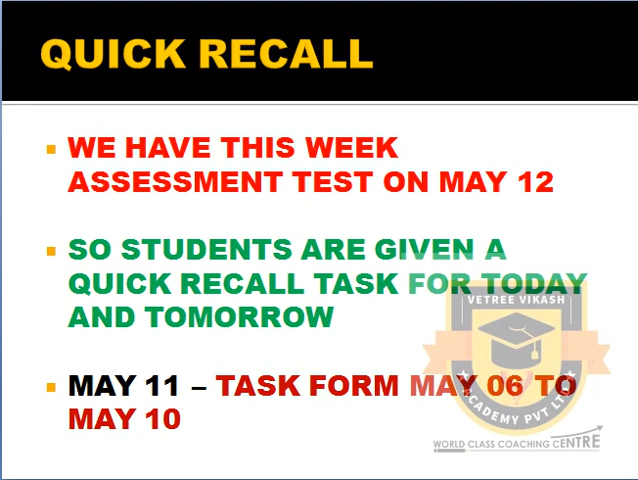 QUICK RECALL
WE HAVE THIS WEEK
ASSESSMENT TEST ON MAY 12
SO STUDENTS ARE GIVEN A
QUICK RECALL TASK FOR TODAY
AND TOMORROW
MAY 11 – TASK FORM MAY 06 TO
MAY 10
VETREE VIKASH
ACADEMY PVT LTD
WORLD CLASS COACHING CENTRE